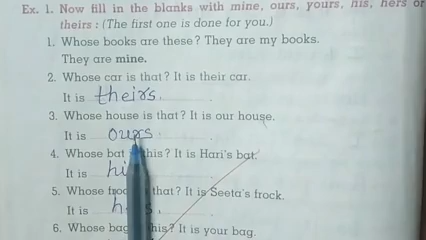 Ex. 1. Now fill in the blanks with mine, ours, yours, his, hers or
theirs : (The first one is done for you.)
1. Whose books are these? They are my books.
They are mine.
2. Whose car is that? It is their car.
It is theirs.
3. Whose house is that? It is our house.
It is ours.
4. Whose bat this? It is Hari's bat.
It is
5. Whose that? It is Seeta's frock.
It is
6. Whose this? It is your bag.